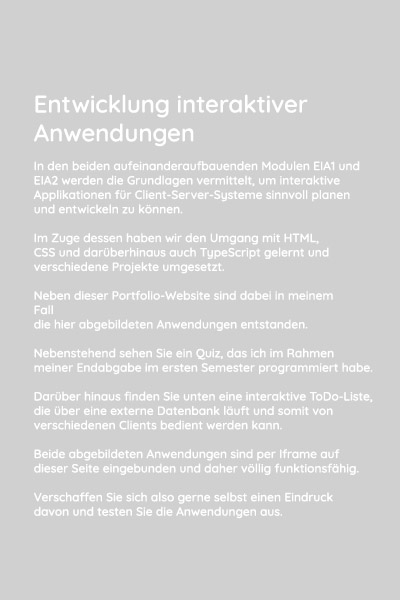 Entwicklung interaktiver
Anwendungen
In den beiden aufeinanderaufbauenden Modulen EIA1 und
EIA2 werden die Grundlagen vermittelt, um interaktive
Applikationen für Client-Server-Systeme sinnvoll planen
und entwickeln zu können.
Im Zuge dessen haben wir den Umgang mit HTML,
CSS und darüberhinaus auch TypeScript gelernt und
verschiedene Projekte umgesetzt.
Neben dieser Portfolio-Website sind dabei in meinem
Fall
die hier abgebildeten Anwendungen entstanden.
Nebenstehend sehen Sie ein Quiz, das ich im Rahmen
meiner Endabgabe im ersten Semester programmiert habe.
Darüber hinaus finden Sie unten eine interaktive ToDo-Liste,
die über eine externe Datenbank läuft und somit von
verschiedenen Clients bedient werden kann.
Beide abgebildeten Anwendungen sind per Iframe auf
dieser Seite eingebunden und daher völlig funktionsfähig.
Verschaffen Sie sich also gerne selbst einen Eindruck
davon und testen Sie die Anwendungen aus.